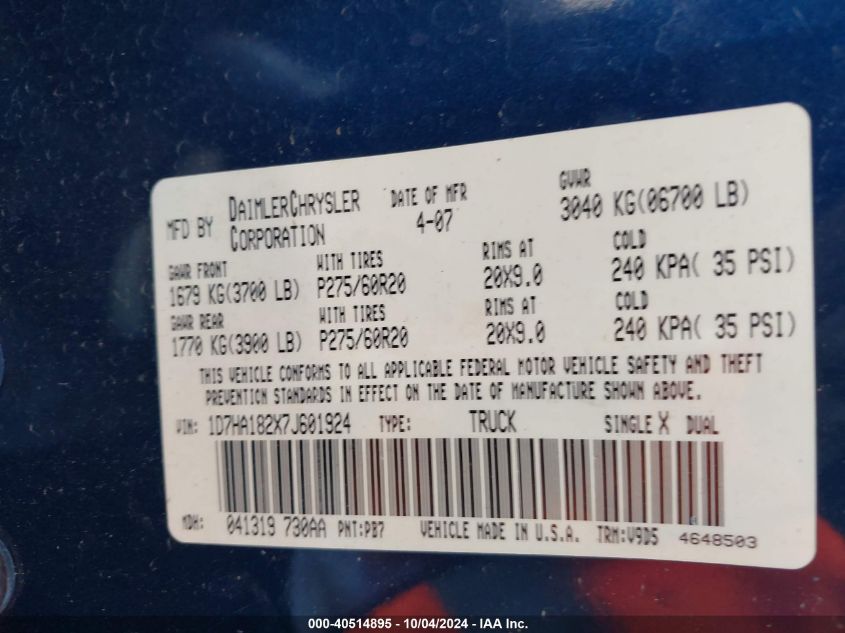 MFD BY DAIMLERCHRYSLER CORPORATION DATE OF MFR 4-07 GVWR 3040 KG(06700 LB)
GAWR FRONT WITH TIRES RIMS AT COLD
1679 KG(3700 LB) P275/60R20 20X9.0 240 KPA( 35 PSI)
GAWR REAR WITH TIRES RIMS AT COLD
1770 KG(3900 LB) P275/60R20 20X9.0 240 KPA( 35 PSI)
THIS VEHICLE CONFORMS TO ALL APPLICABLE FEDERAL MOTOR VEHICLE SAFETY AND THEFT
PREVENTION STANDARDS IN EFFECT ON THE DATE OF MANUFACTURE SHOWN ABOVE.
VIN: 1D7HA182X7J601924 TYPE: TRUCK SINGLE X DUAL
MDH: 041319 730AA PNT:PB7 VEHICLE MADE IN U.S.A. TRM:V9D5 4648503
000-40514895 - 10/04/2024 - IAA Inc.